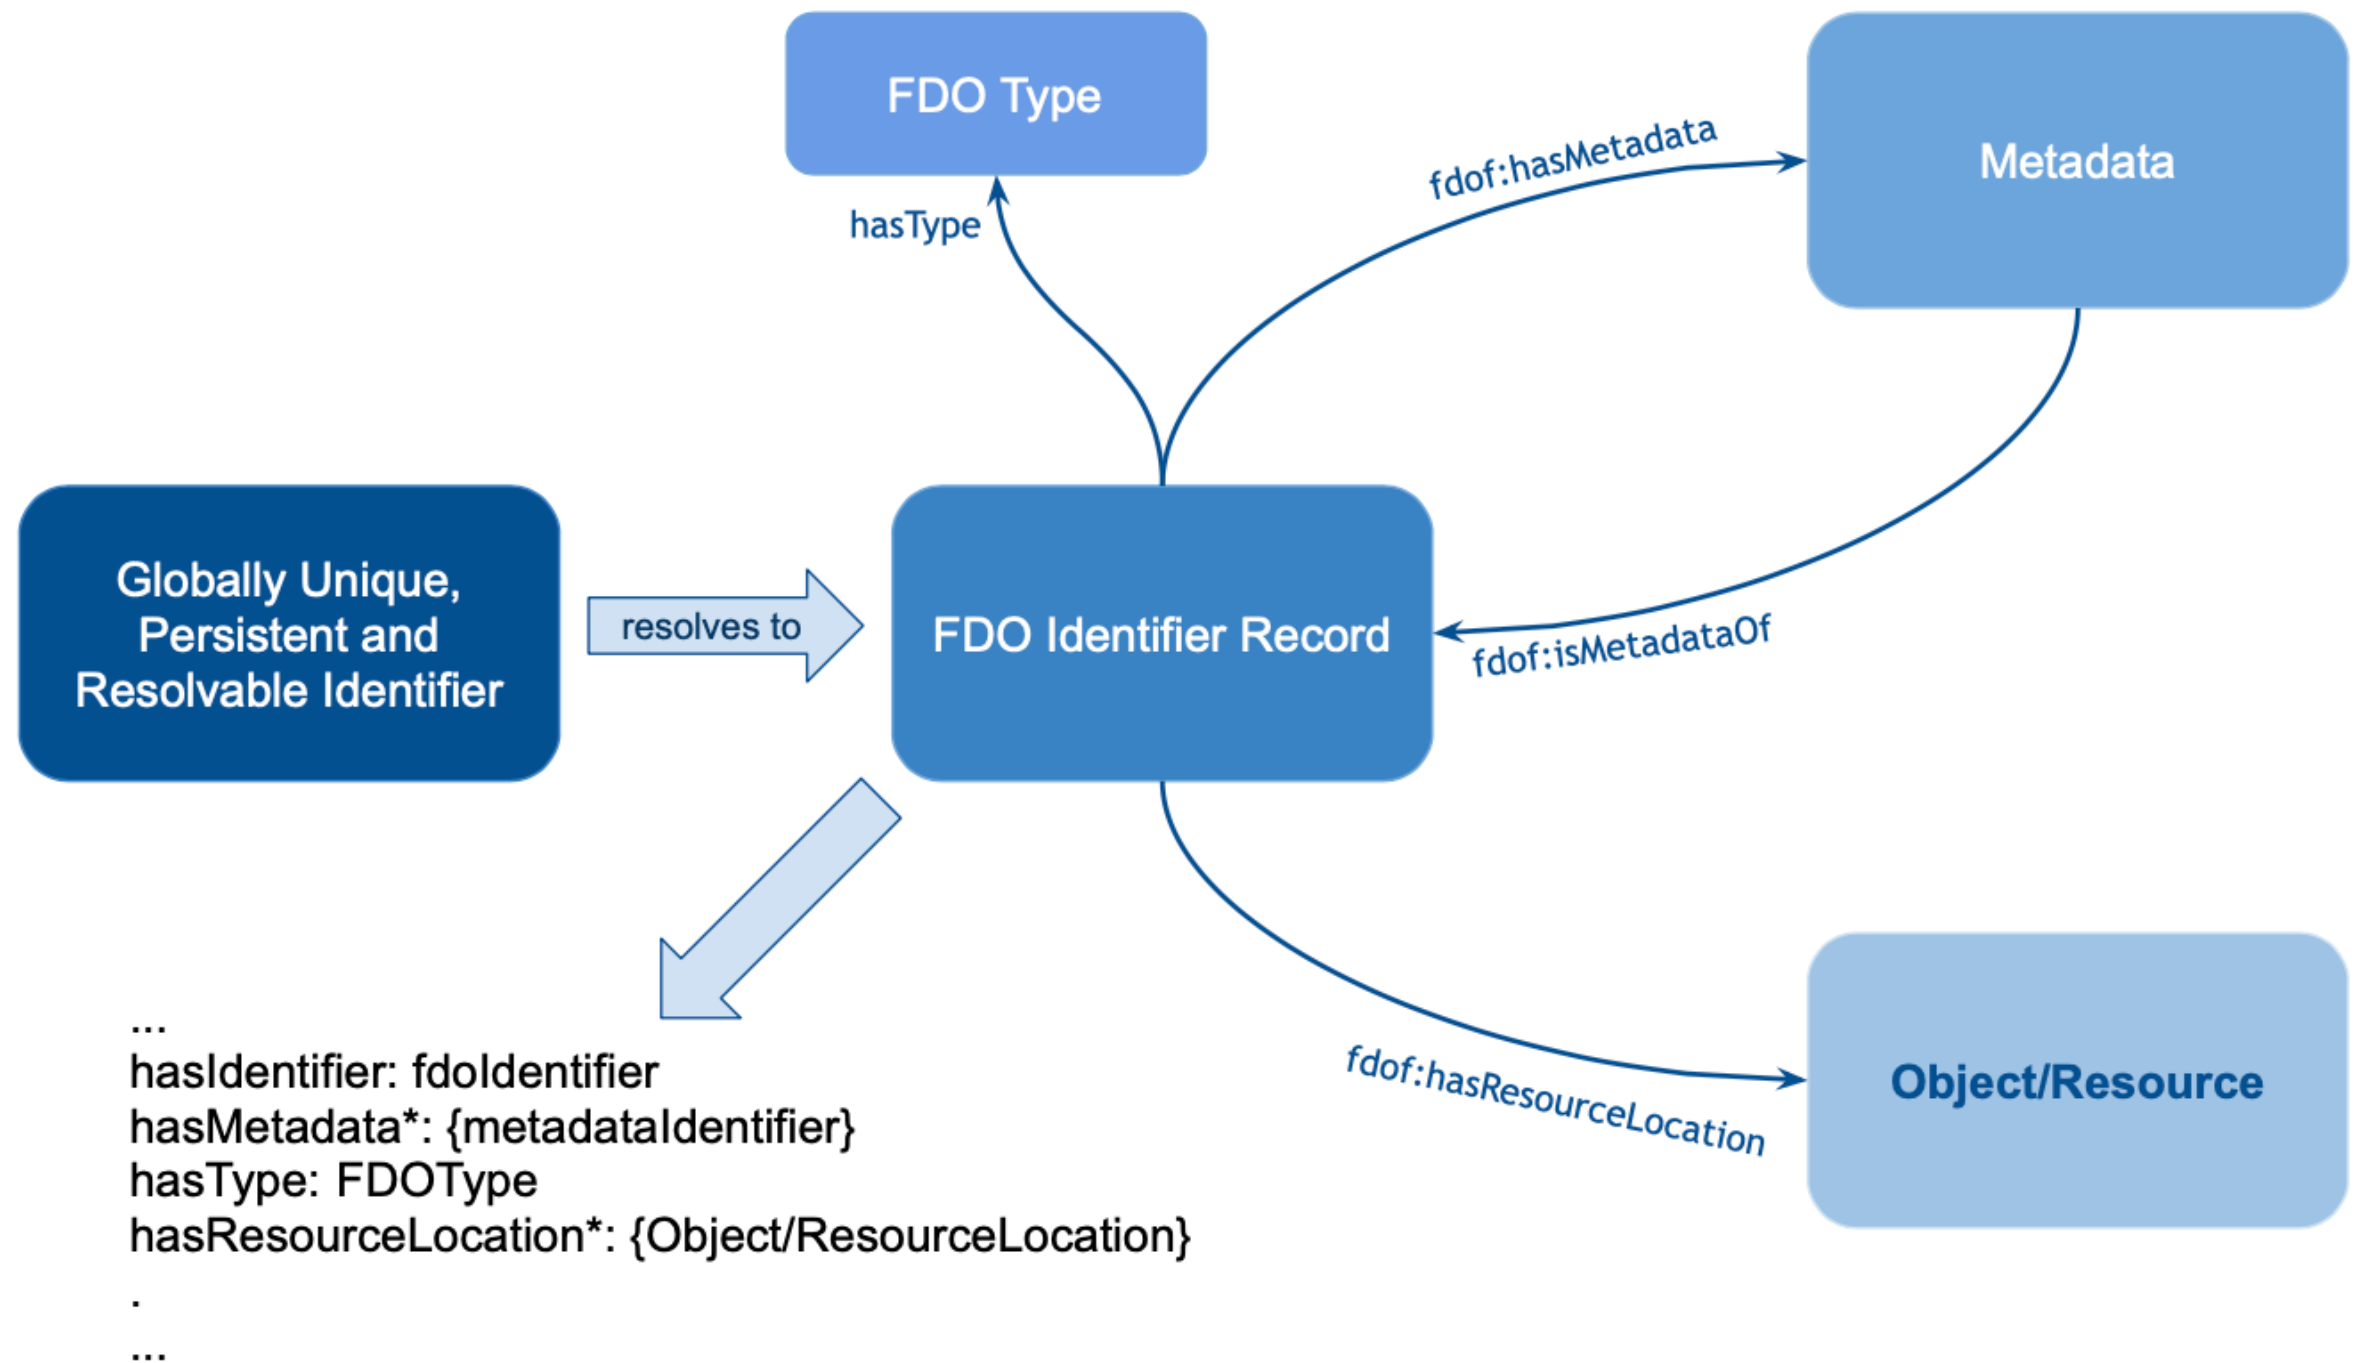 FDO Type
Metadata
fdof:hasMetadata
hasType
Globally Unique,
Persistent and
Resolvable Identifier
resolves to
FDO Identifier Record
fdof:isMetadataOf
...
hasIdentifier: fdoIdentifier
hasMetadata*: {metadataIdentifier}
hasType: FDOType
hasResourceLocation*: {Object/ResourceLocation}
.
...
fdof:hasResourceLocation
Object/Resource